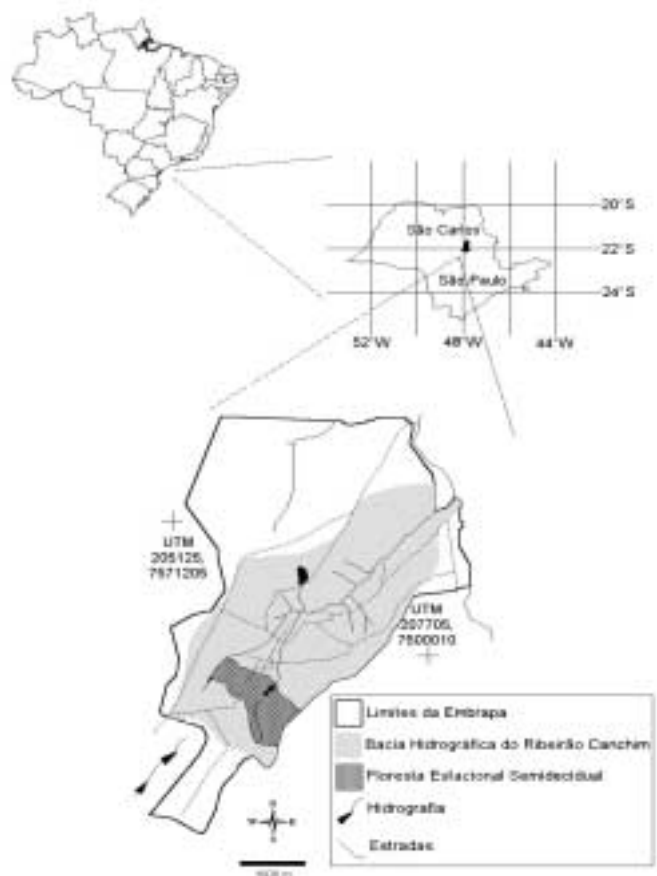 20° S
São Carlos
22° S
São Paulo
24° S
52°W
48°W
44°W
UTM
205125,
7571205
UTM
207705,
7500010
Limites da Embrapa
Bacia Hidrográfica do Ribeirão Canchim
Floresta Estacional Semidecidual
Hidrografia
Estradas
W
E